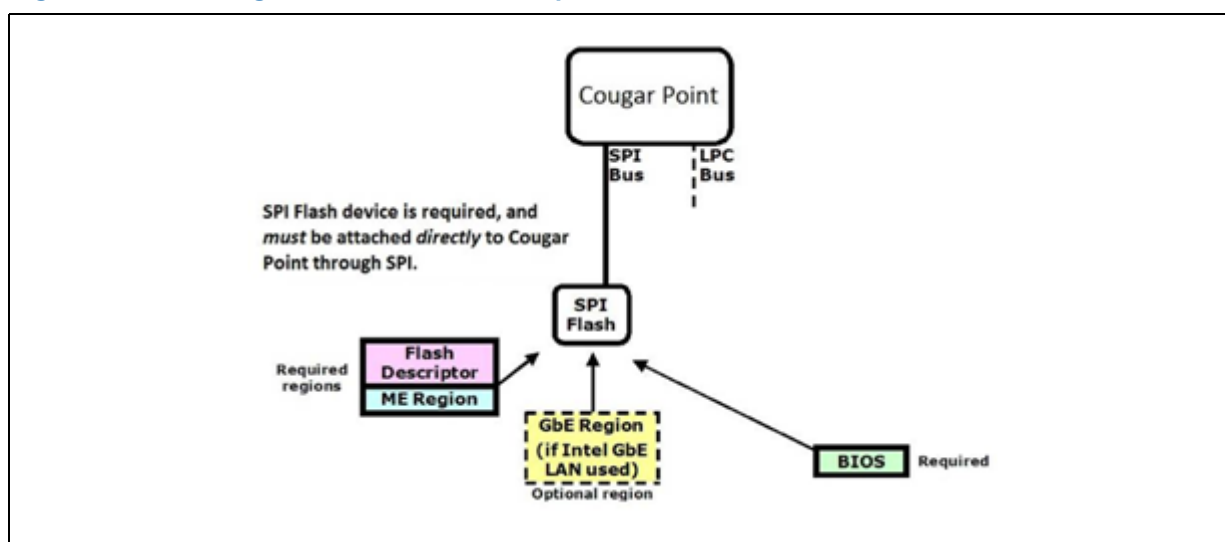 Cougar Point
SPI
Bus
LPC
Bus
SPI Flash device is required, and
must be attached directly to Cougar
Point through SPI.
SPI
Flash
Required
regions
Flash
Descriptor
ME Region
GbE Region
(if Intel GbE
LAN used)
Optional region
BIOS
Required